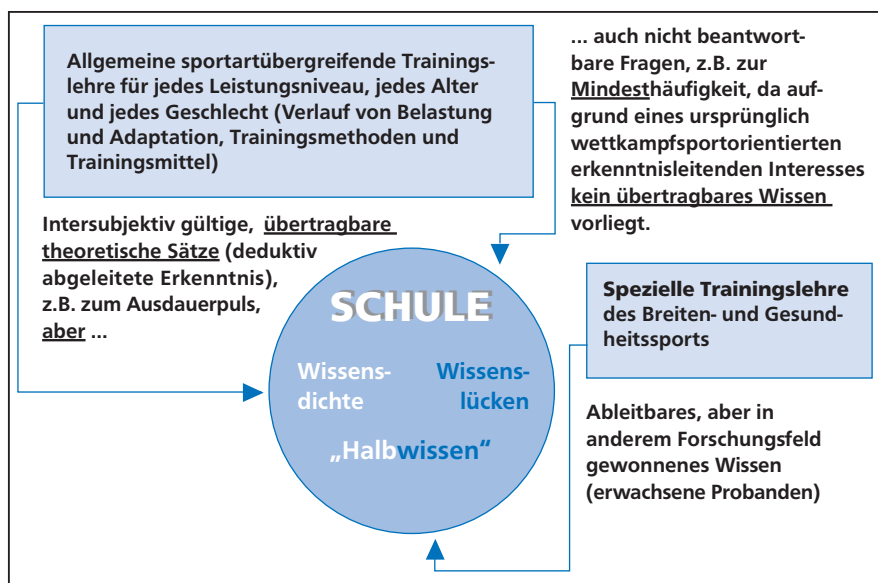 Allgemeine sportartübergreifende Trainings-
lehre für jedes Leistungsniveau, jedes Alter
und jedes Geschlecht (Verlauf von Belastung
und Adaptation, Trainingsmethoden und
Trainingsmittel)
... auch nicht beantwort-
bare Fragen, z.B. zur
Mindesthäufigkeit, da auf-
grund eines ursprünglich
wettkampfsportorientierten
erkenntnisleitenden Interesses
kein übertragbares Wissen
vorliegt.
Intersubjektiv gültige, übertragbare
theoretische Sätze (deduktiv
abgeleitete Erkenntnis),
z.B. zum Ausdauerpuls,
aber ...
SCHULE
Wissens-
dichte
Wissens-
lücken
„Halbwissen“
Spezielle Trainingslehre
des Breiten- und Gesund-
heitssports
Ableitbares, aber in
anderem Forschungsfeld
gewonnenes Wissen
(erwachsene Probanden)